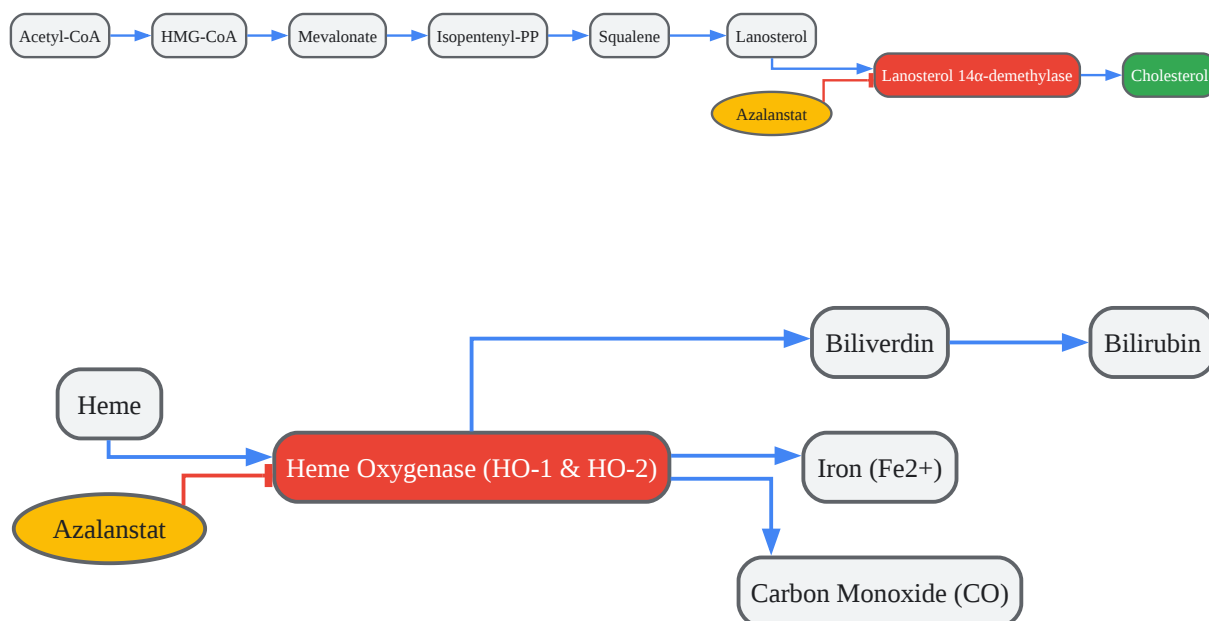 Acetyl-CoA
HMG-CoA
Mevalonate
Isopentenyl-PP
Squalene
Lanosterol
Lanosterol 14α-demethylase
Cholesterol
Azalanstat
Biliverdin
Bilirubin
Heme
Heme Oxygenase (HO-1 & HO-2)
Iron (Fe2+)
Azalanstat
Carbon Monoxide (CO)